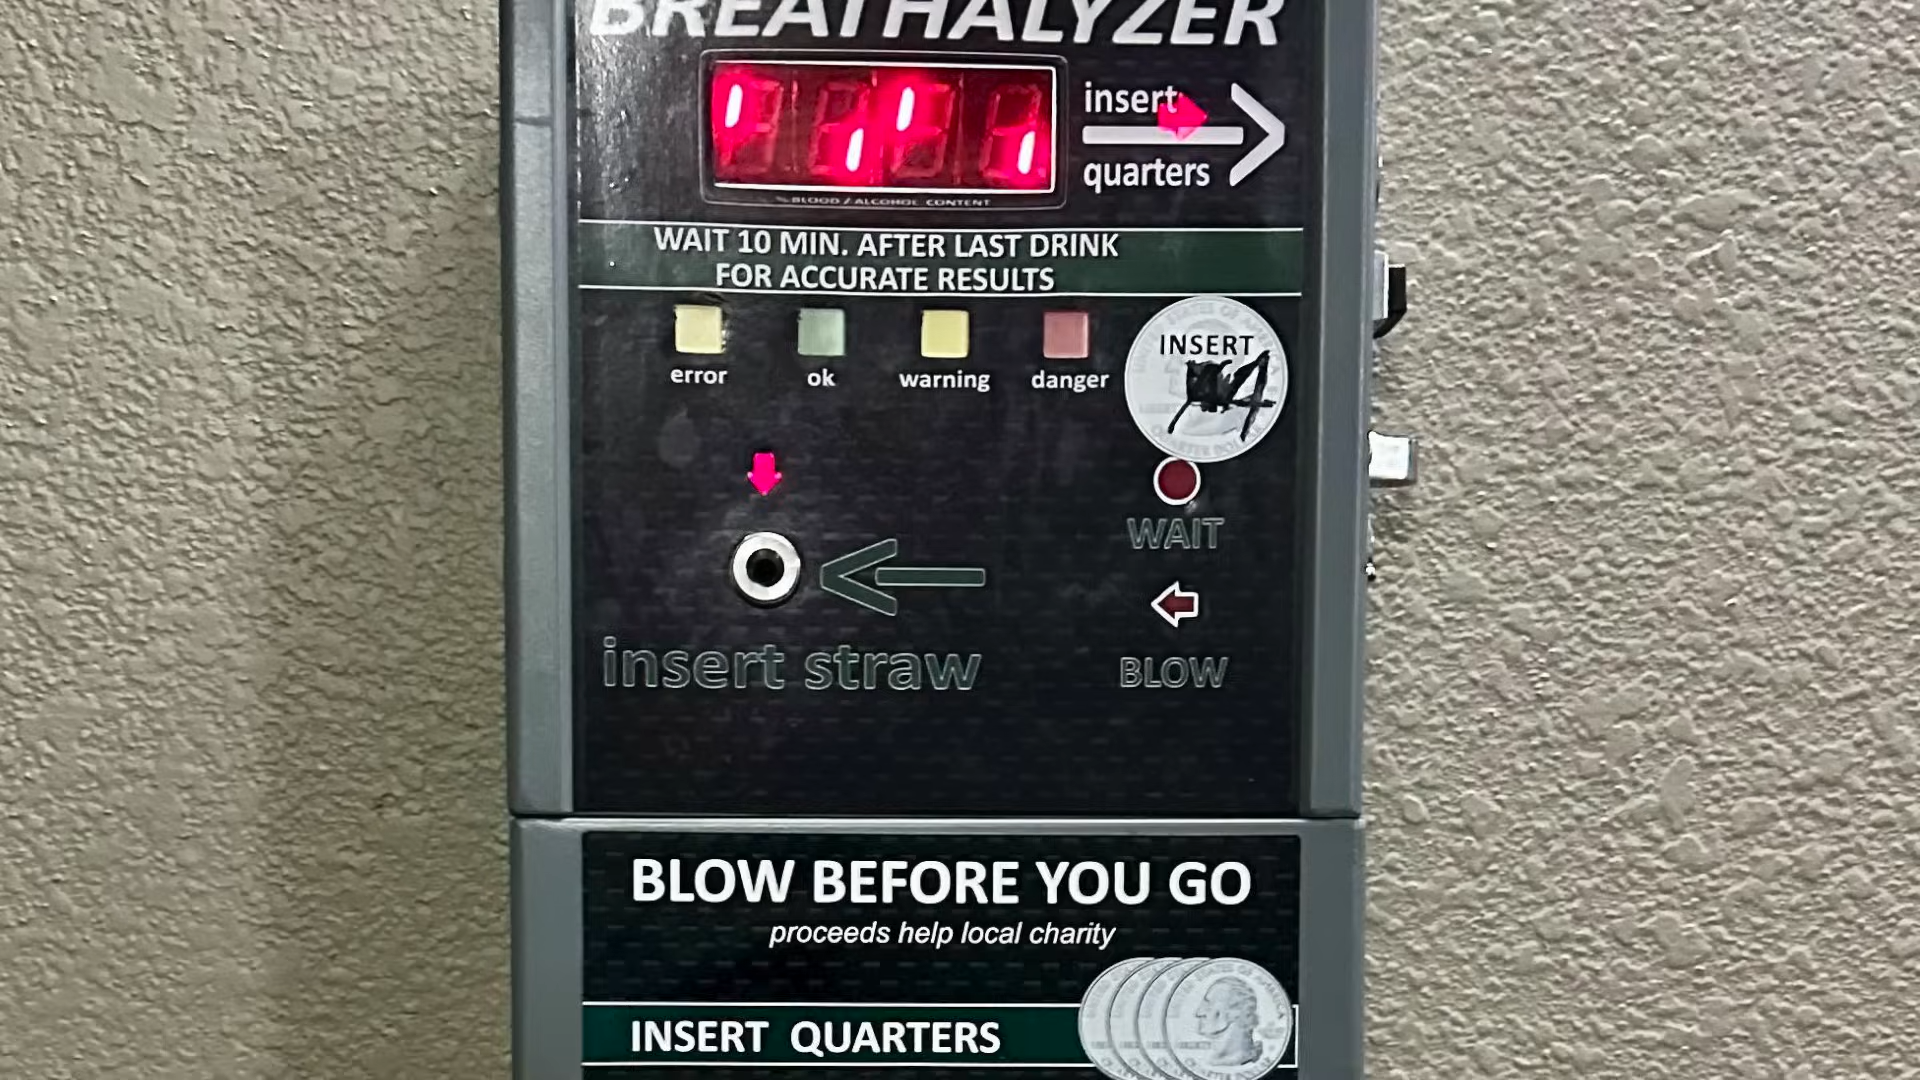 BREATHALYZER
insert
quarters
% BLOOD / ALCOHOL CONTENT
WAIT 10 MIN. AFTER LAST DRINK
FOR ACCURATE RESULTS
error
ok
warning
danger
INSERT
4
WAIT
insert straw
BLOW
BLOW BEFORE YOU GO
proceeds help local charity
INSERT QUARTERS